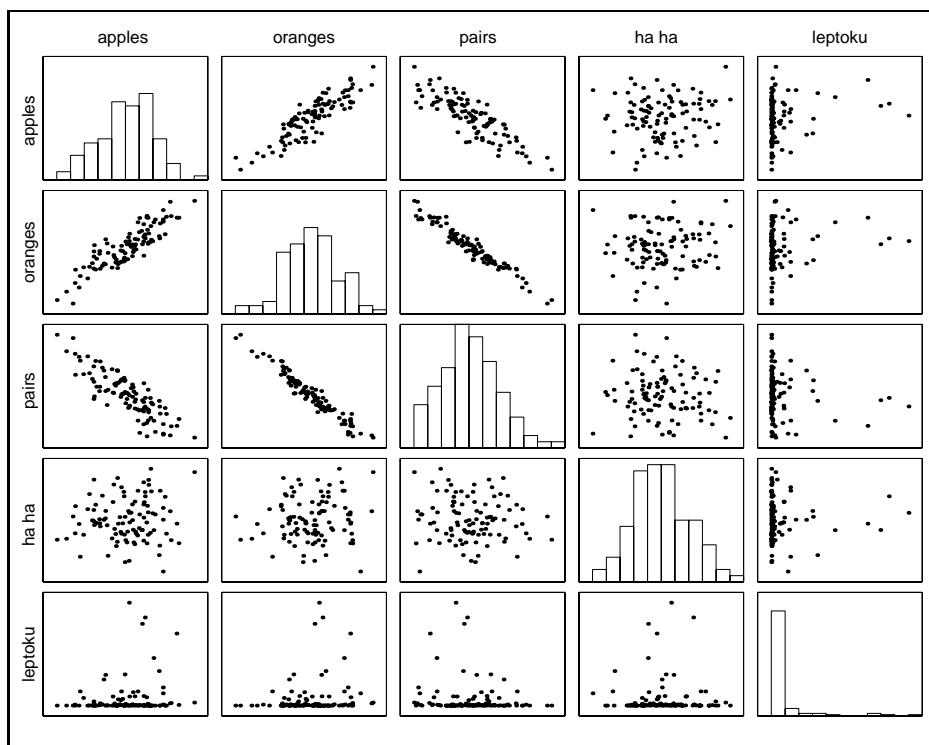 apples oranges pairs ha ha leptoku
apples
oranges
pairs
ha ha
leptoku